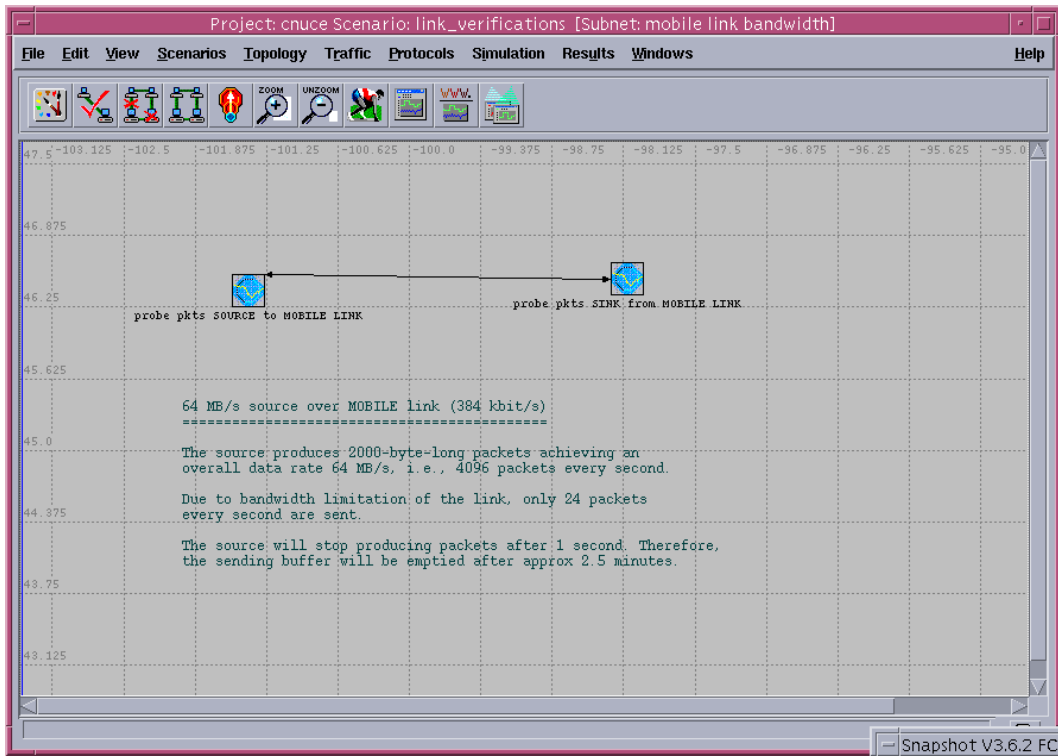 Project: cnuce Scenario: link_verifications [Subnet: mobile link bandwidth]
File Edit View Scenarios Topology Traffic Protocols Simulation Results Windows Help
ZOOM UNZOOM WWW.
47.5 -103.125 -102.5 -101.875 -101.25 -100.625 -100.0 -99.375 -98.75 -98.125 -97.5 -96.875 -96.25 -95.625 -95.0
46.875
46.25
probe pkts SOURCE to MOBILE LINK
probe pkts SINK from MOBILE LINK
45.625
64 MB/s source over MOBILE link (384 kbit/s)
============================================
45.0
The source produces 2000-byte-long packets achieving an
overall data rate 64 MB/s, i.e., 4096 packets every second.
Due to bandwidth limitation of the link, only 24 packets
44.375
every second are sent.
The source will stop producing packets after 1 second. Therefore,
the sending buffer will be emptied after approx 2.5 minutes.
43.75
43.125
Snapshot V3.6.2 FC